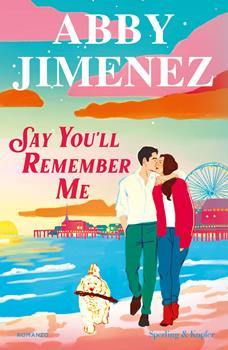 ABBY
JIMENEZ
SAY YOU'LL
REMEMBER
ME
ROMANZO
Sperling & Kupfer